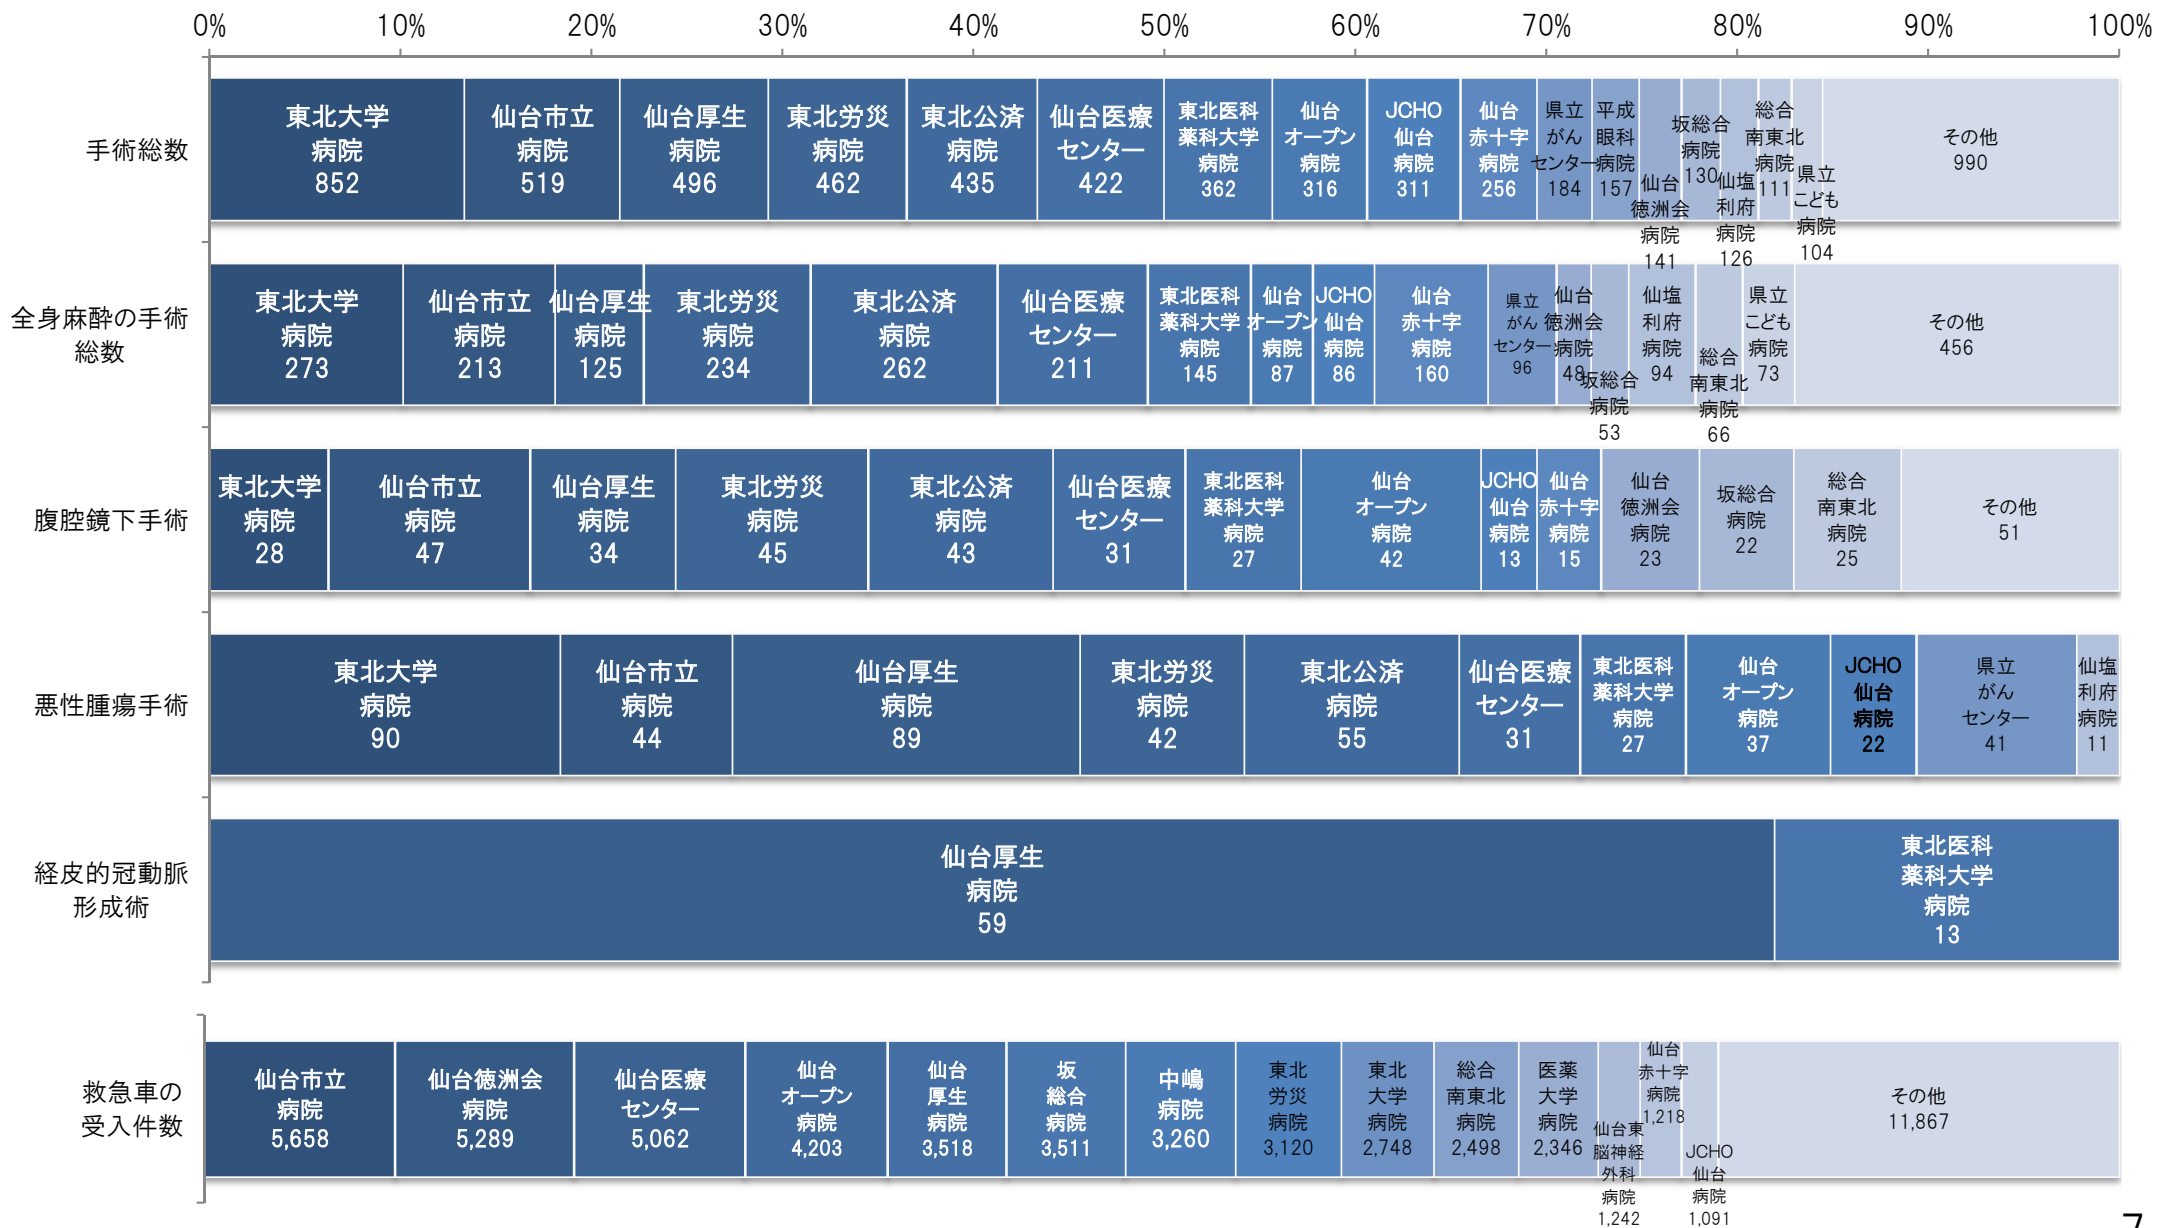 0% 10% 20% 30% 40% 50% 60% 70% 80% 90% 100%
手術総数
東北大学
病院
852
仙台市立
病院
519
仙台厚生
病院
496
東北労災
病院
462
東北公済
病院
435
仙台医療
センター
422
東北医科
薬科大学
病院
362
仙台
オープン
病院
316
JCHO
仙台
病院
311
仙台
赤十字
病院
256
県立
がん
センター
184
平成
眼科
病院
157
仙台
徳洲会
病院
141
坂総合
病院
130
仙塩
利府
病院
126
総合
南東北
病院
111
県立
こども
病院
104
その他
990
全身麻酔の手術
総数
東北大学
病院
273
仙台市立
病院
213
仙台厚生
病院
125
東北労災
病院
234
東北公済
病院
262
仙台医療
センター
211
東北医科
薬科大学
病院
145
仙台
オープン
病院
87
JCHO
仙台
病院
86
仙台
赤十字
病院
160
県立
がん
センター
96
仙台
徳洲会
病院
48
坂総合
病院
53
仙塩
利府
病院
94
総合
南東北
病院
66
県立
こども
病院
73
その他
456
腹腔鏡下手術
東北大学
病院
28
仙台市立
病院
47
仙台厚生
病院
34
東北労災
病院
45
東北公済
病院
43
仙台医療
センター
31
東北医科
薬科大学
病院
27
仙台
オープン
病院
42
JCHO
仙台
病院
13
仙台
赤十字
病院
15
仙台
徳洲会
病院
23
坂総合
病院
22
総合
南東北
病院
25
その他
51
悪性腫瘍手術
東北大学
病院
90
仙台市立
病院
44
仙台厚生
病院
89
東北労災
病院
42
東北公済
病院
55
仙台医療
センター
31
東北医科
薬科大学
病院
27
仙台
オープン
病院
37
JCHO
仙台
病院
22
県立
がん
センター
41
仙塩
利府
病院
11
経皮的冠動脈
形成術
仙台厚生
病院
59
東北医科
薬科大学
病院
13
救急車の
受入件数
仙台市立
病院
5,658
仙台徳洲会
病院
5,289
仙台医療
センター
5,062
仙台
オープン
病院
4,203
仙台
厚生
病院
3,518
坂
総合
病院
3,511
中嶋
病院
3,260
東北
労災
病院
3,120
東北
大学
病院
2,748
総合
南東北
病院
2,498
医薬
大学
病院
2,346
仙台東
脳神経
外科
病院
1,242
仙台
赤十字
病院
1,218
JCHO
仙台
病院
1,091
その他
11,867
7